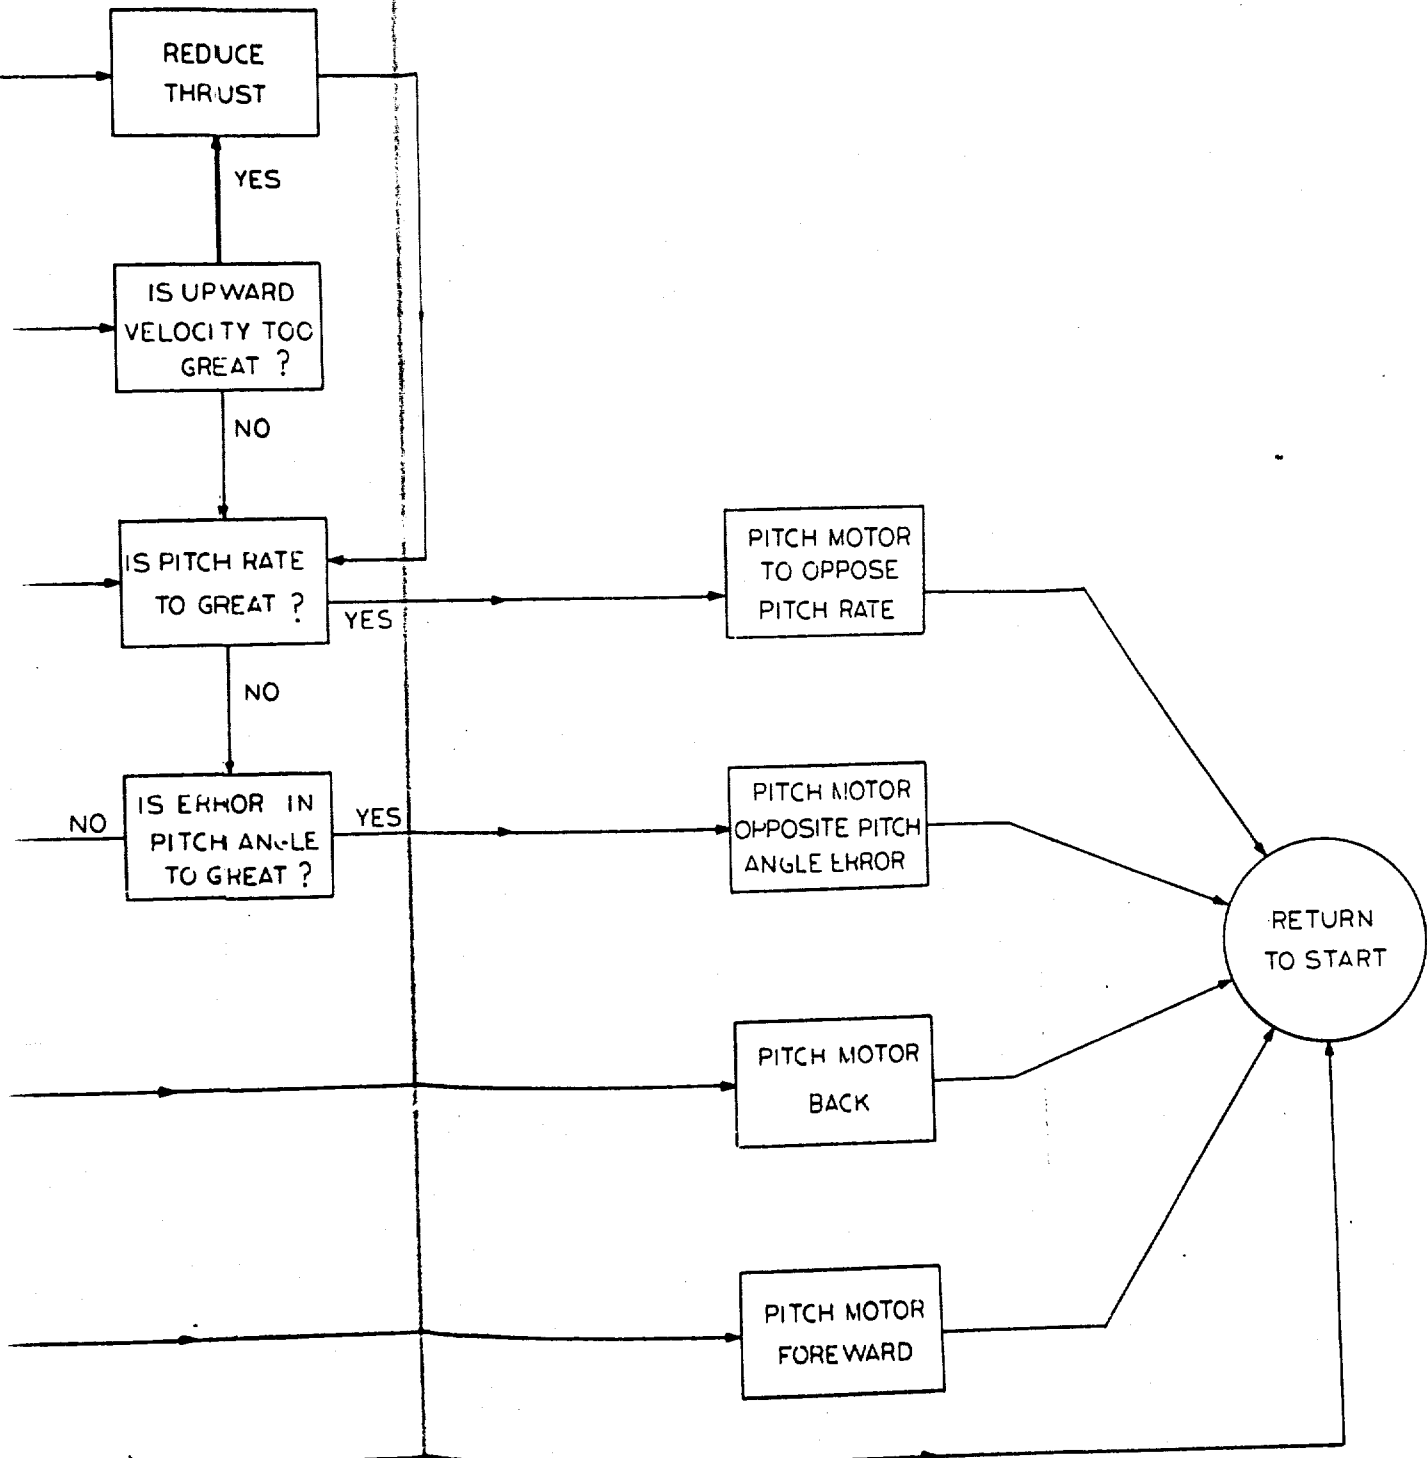 REDUCE
THRUST
YES
IS UPWARD
VELOCITY TOO
GREAT ?
NO
IS PITCH RATE
TO GREAT ?
YES
NO
IS ERROR IN
PITCH ANGLE
TO GREAT ?
NO
YES
PITCH MOTOR
TO OPPOSE
PITCH RATE
PITCH MOTOR
OPPOSITE PITCH
ANGLE ERROR
PITCH MOTOR
BACK
PITCH MOTOR
FOREWARD
RETURN
TO START